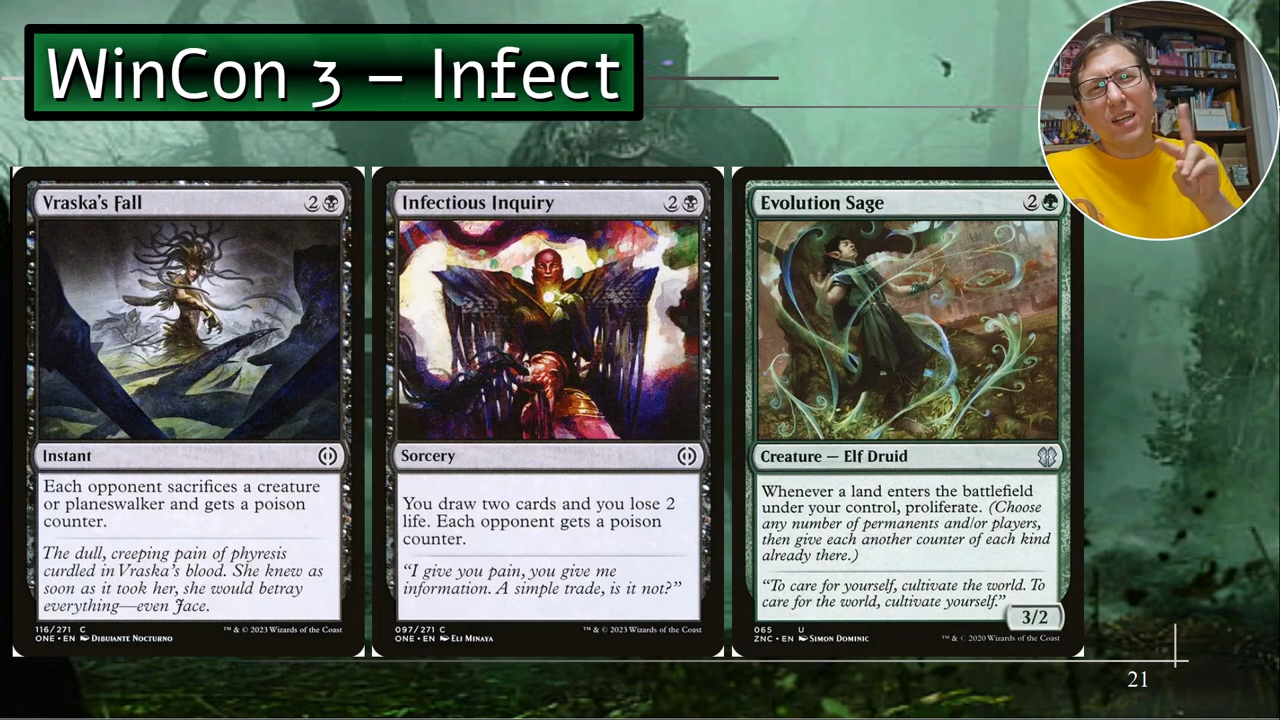 WinCon 3 – Infect
Vraska's Fall 2
Instant
Each opponent sacrifices a creature
or planeswalker and gets a poison
counter.
The dull, creeping pain of phyresis
curdled in Vraska's blood. She knew as
soon as it took her, she would betray
everything—even Jace.
116/271 C
ONE • EN Dibujante Nocturno
™ & © 2023 Wizards of the Coast
Infectious Inquiry 2
Sorcery
You draw two cards and you lose 2
life. Each opponent gets a poison
counter.
“I give you pain, you give me
information. A simple trade, is it not?”
097/271 C
ONE • EN Eli Minaya
™ & © 2023 Wizards of the Coast
Evolution Sage 2
Creature — Elf Druid
Whenever a land enters the battlefield
under your control, proliferate. (Choose
any number of permanents and/or players,
then give each another counter of each kind
already there.)
“To care for yourself, cultivate the world. To
care for the world, cultivate yourself.”
3/2
065 U
ZNC • EN Simon Dominic
™ & © 2020 Wizards of the Coast
21